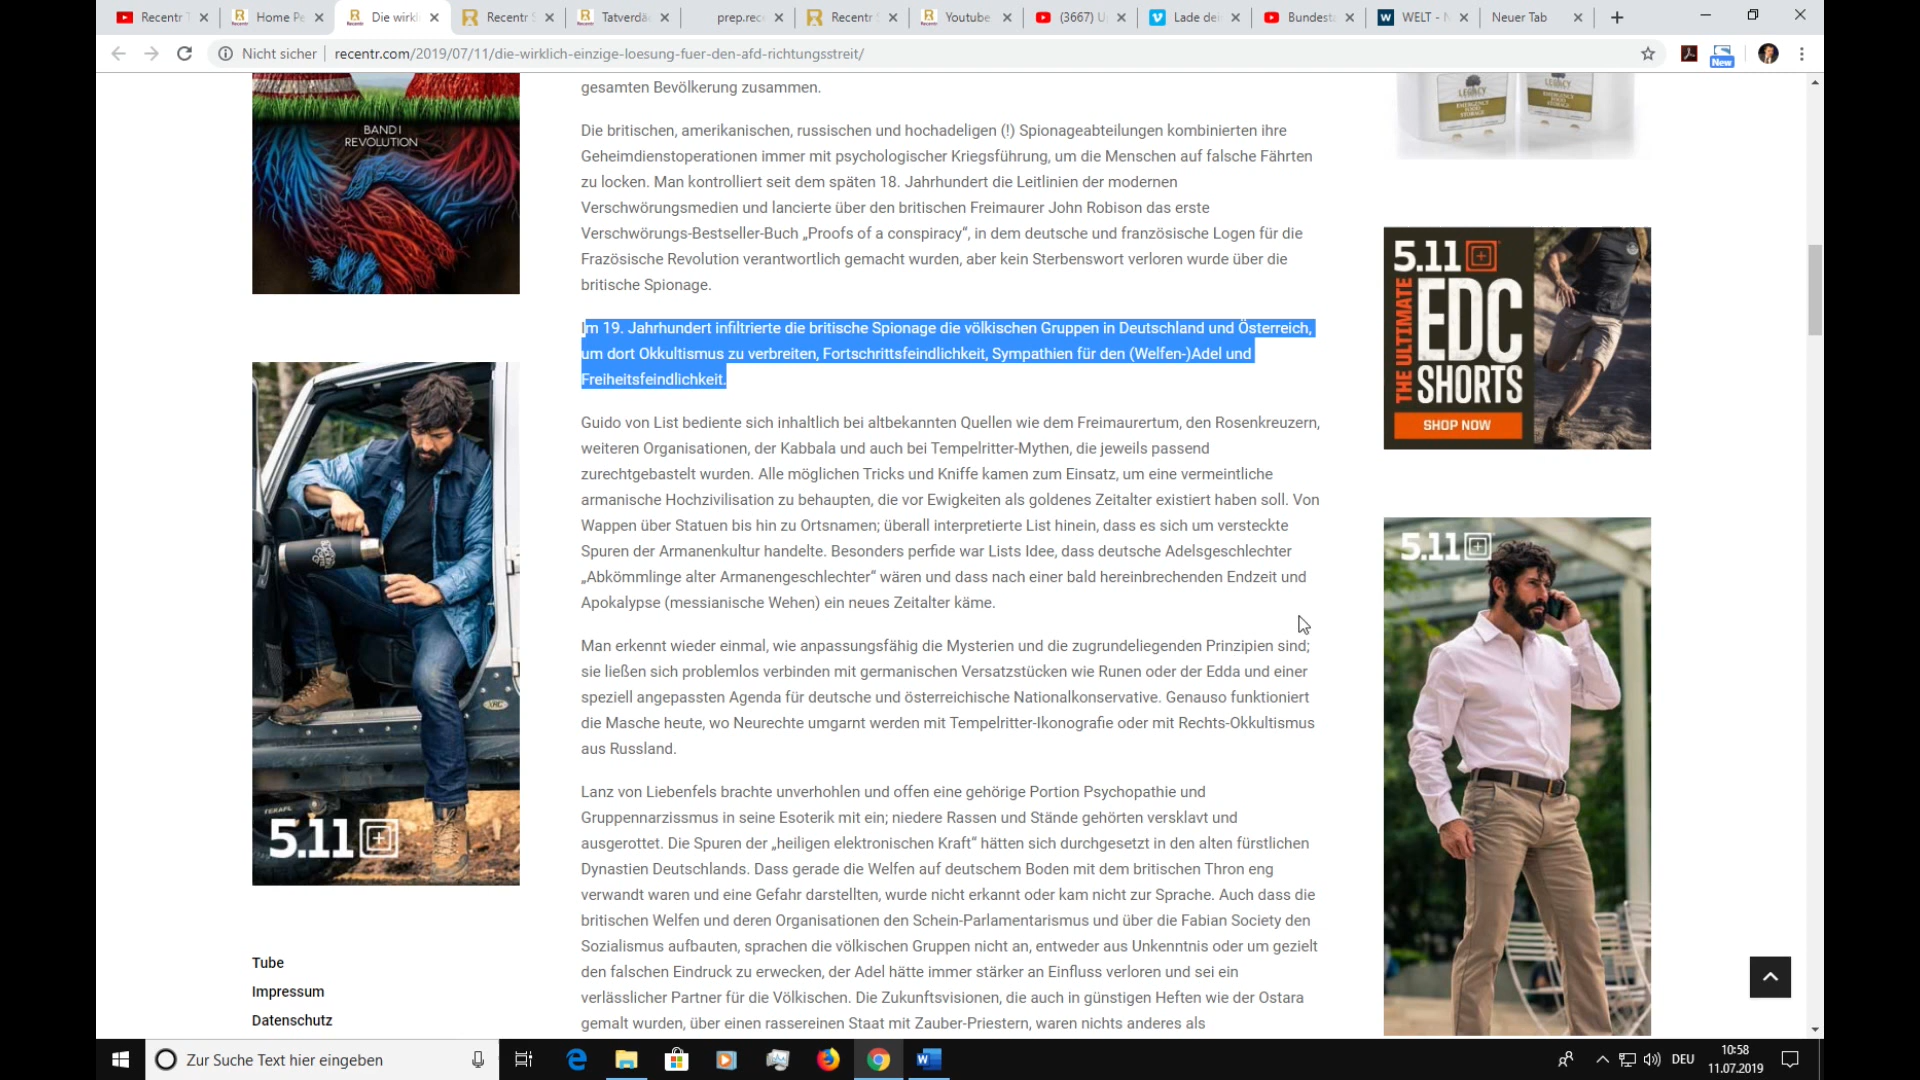 Recentr T
Home Pe
Die wirkl
Recentr S
Tatverdä
prep.rec
Recentr S
Youtube
(3667) U
Lade dei
Bundest
WELT - N
Neuer Tab
Nicht sicher
recentr.com/2019/07/11/die-wirklich-einzige-loesung-fuer-den-afd-richtungsstreit/
New
BAND I
REVOLUTION
gesamten Bevölkerung zusammen.
Die britischen, amerikanischen, russischen und hochadeligen (!) Spionageabteilungen kombinierten ihre
Geheimdienstoperationen immer mit psychologischer Kriegsführung, um die Menschen auf falsche Fährten
zu locken. Man kontrolliert seit dem späten 18. Jahrhundert die Leitlinien der modernen
Verschwörungsmedien und lancierte über den britischen Freimaurer John Robison das erste
Verschwörungs-Bestseller-Buch „Proofs of a conspiracy“, in dem deutsche und französische Logen für die
Frazösische Revolution verantwortlich gemacht wurden, aber kein Sterbenswort verloren wurde über die
britische Spionage.
Im 19. Jahrhundert infiltrierte die britische Spionage die völkischen Gruppen in Deutschland und Österreich,
um dort Okkultismus zu verbreiten, Fortschrittsfeindlichkeit, Sympathien für den (Welfen-)Adel und
Freiheitsfeindlichkeit.
Guido von List bediente sich inhaltlich bei altbekannten Quellen wie dem Freimaurertum, den Rosenkreuzern,
weiteren Organisationen, der Kabbala und auch bei Tempelritter-Mythen, die jeweils passend
zurechtgebastelt wurden. Alle möglichen Tricks und Kniffe kamen zum Einsatz, um eine vermeintliche
armanische Hochzivilisation zu behaupten, die vor Ewigkeiten als goldenes Zeitalter existiert haben soll. Von
Wappen über Statuen bis hin zu Ortsnamen; überall interpretierte List hinein, dass es sich um versteckte
Spuren der Armanenkultur handelte. Besonders perfide war Lists Idee, dass deutsche Adelsgeschlechter
„Abkömmlinge alter Armanengeschlechter“ wären und dass nach einer bald hereinbrechenden Endzeit und
Apokalypse (messianische Wehen) ein neues Zeitalter käme.
Man erkennt wieder einmal, wie anpassungsfähig die Mysterien und die zugrundeliegenden Prinzipien sind;
sie ließen sich problemlos verbinden mit germanischen Versatzstücken wie Runen oder der Edda und einer
speziell angepassten Agenda für deutsche und österreichische Nationalkonservative. Genauso funktioniert
die Masche heute, wo Neurechte umgarnt werden mit Tempelritter-Ikonografie oder mit Rechts-Okkultismus
aus Russland.
Lanz von Liebenfels brachte unverhohlen und offen eine gehörige Portion Psychopathie und
Gruppennarzissmus in seine Esoterik mit ein; niedere Rassen und Stände gehörten versklavt und
ausgerottet. Die Spuren der „heiligen elektronischen Kraft“ hätten sich durchgesetzt in den alten fürstlichen
Dynastien Deutschlands. Dass gerade die Welfen auf deutschem Boden mit dem britischen Thron eng
verwandt waren und eine Gefahr darstellten, wurde nicht erkannt oder kam nicht zur Sprache. Auch dass die
britischen Welfen und deren Organisationen den Schein-Parlamentarismus und über die Fabian Society den
Sozialismus aufbauten, sprachen die völkischen Gruppen nicht an, entweder aus Unkenntnis oder um gezielt
den falschen Eindruck zu erwecken, der Adel hätte immer stärker an Einfluss verloren und sei ein
verlässlicher Partner für die Völkischen. Die Zukunftsvisionen, die auch in günstigen Heften wie der Ostara
gemalt wurden, über einen rassereinen Staat mit Zauber-Priestern, waren nichts anderes als
5.11
Tube
Impressum
Datenschutz
LEGACY
EMERGENCY
FOOD
STORAGE
5.11
THE ULTIMATE
EDC
SHORTS
SHOP NOW
5.11
Zur Suche Text hier eingeben
DEU
10:58
11.07.2019